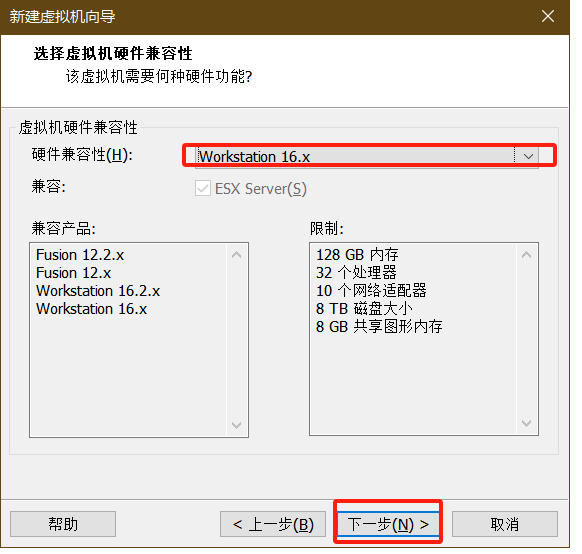 新建虚拟机向导
选择虚拟机硬件兼容性
该虚拟机需要何种硬件功能?
虚拟机硬件兼容性
硬件兼容性(H):
Workstation 16.x
兼容:
ESX Server(S)
兼容产品:
Fusion 12.2.x
Fusion 12.x
Workstation 16.2.x
Workstation 16.x
限制:
128 GB 内存
32 个处理器
10 个网络适配器
8 TB 磁盘大小
8 GB 共享图形内存
帮助
< 上一步(B)
下一步(N) >
取消